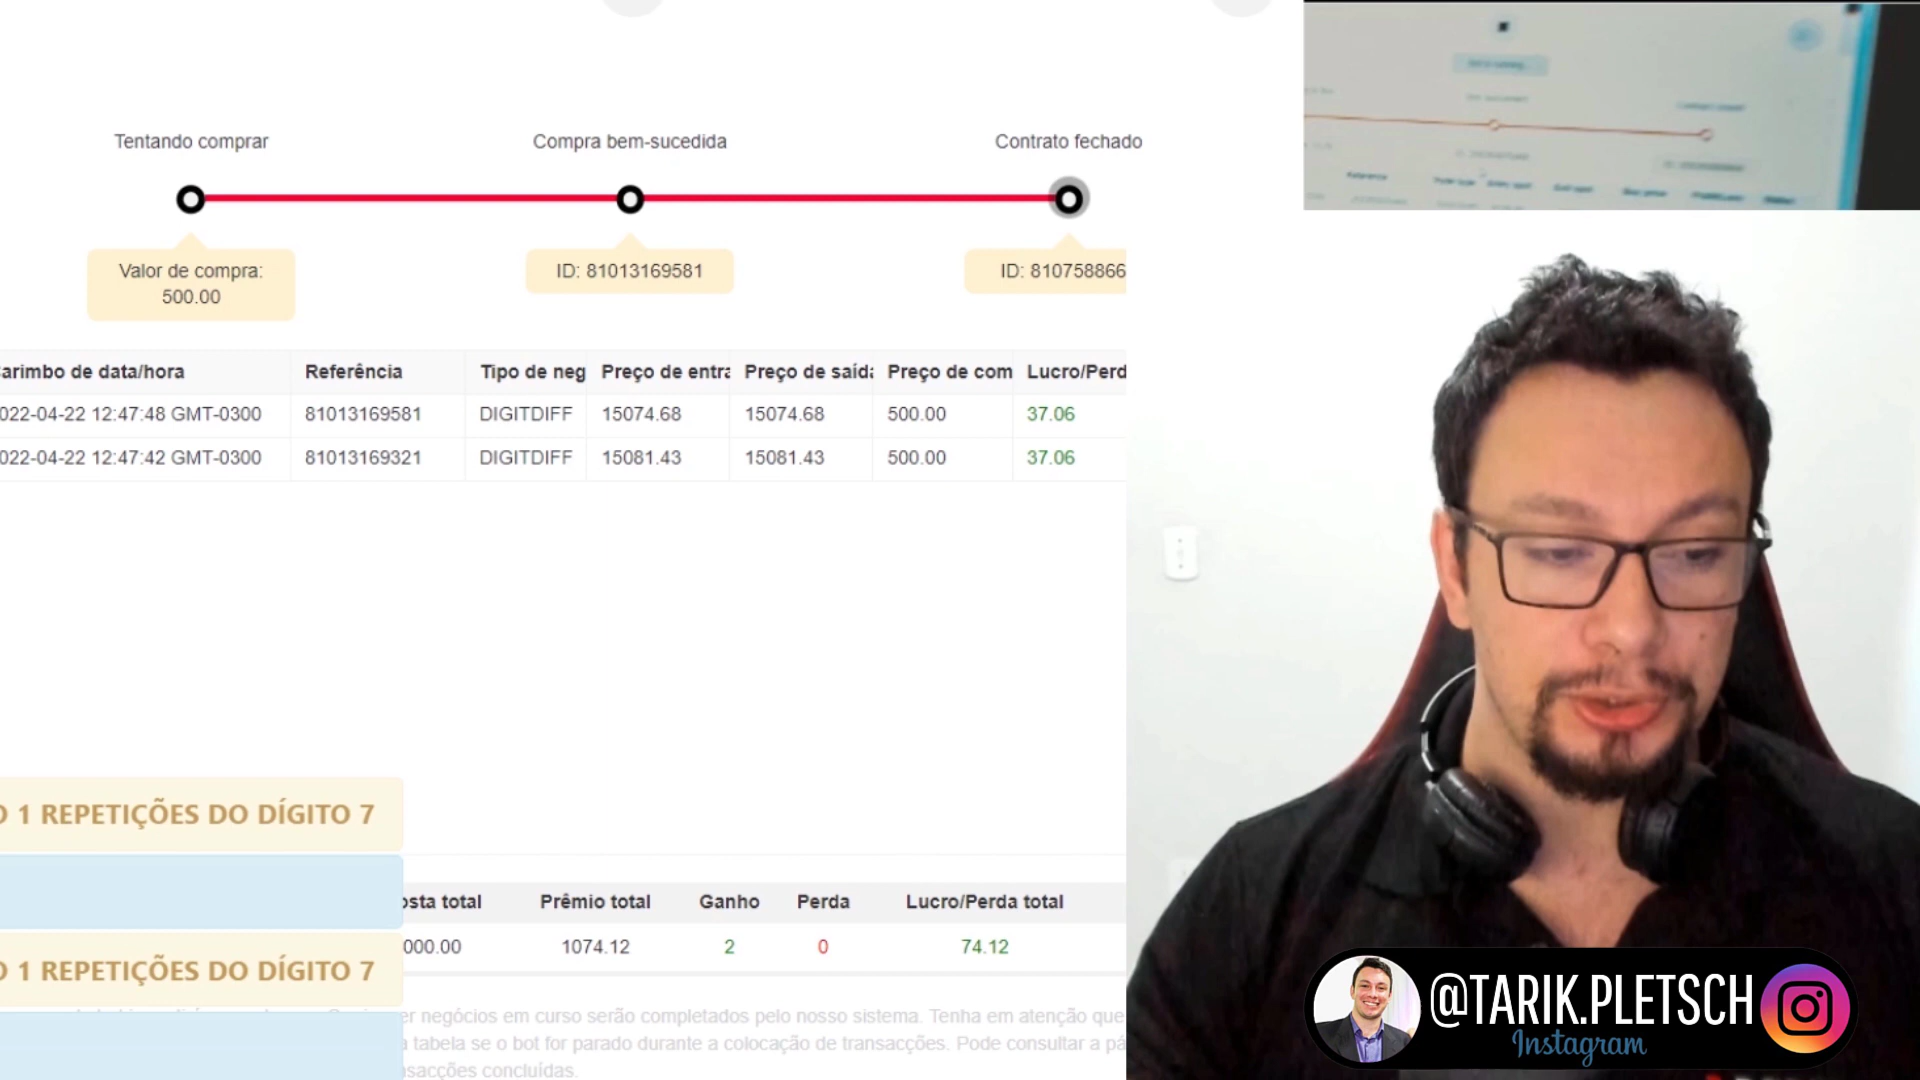 Tentando comprar
Compra bem-sucedida
Contrato fechado
Valor de compra:
500.00
ID: 81013169581
ID: 810758866
arimbo de data/hora Referência Tipo de neg Preço de entra Preço de saída Preço de com Lucro/Perd
022-04-22 12:47:48 GMT-0300 81013169581 DIGITDIFF 15074.68 15074.68 500.00 37.06
022-04-22 12:47:42 GMT-0300 81013169321 DIGITDIFF 15081.43 15081.43 500.00 37.06
O 1 REPETIÇÕES DO DÍGITO 7
osta total Prêmio total Ganho Perda Lucro/Perda total
000.00 1074.12 2 0 74.12
O 1 REPETIÇÕES DO DÍGITO 7
er negócios em curso serão completados pelo nosso sistema. Tenha em atenção que
tabela se o bot for parado durante a colocação de transacções. Pode consultar a pá
sacções concluídas.
@TARIK.PLETSCH
Instagram